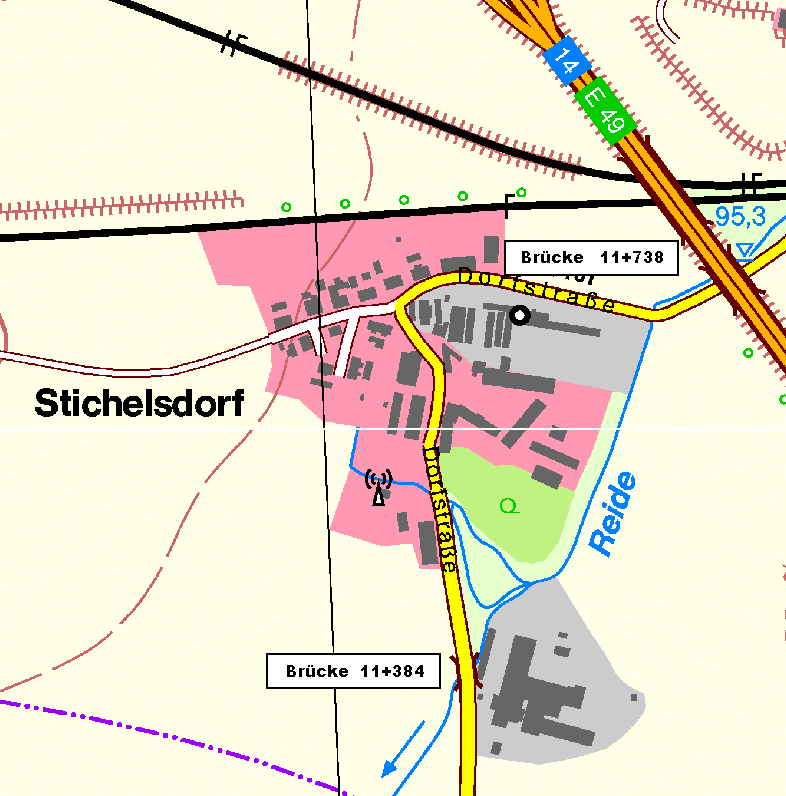 14
E 49
95,3
Brücke 11+738
Dorfstraße
Stichelsdorf
Dorfstraße
Reide
Brücke 11+384